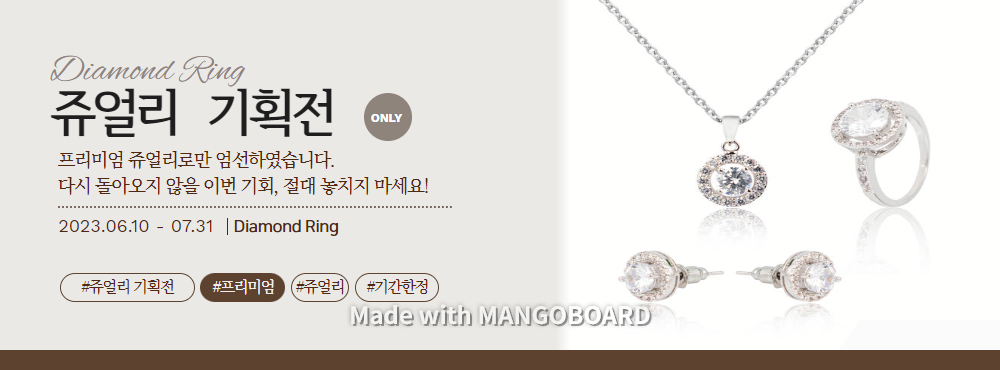 Diamond Ring
쥬얼리 기획전
ONLY
프리미엄 쥬얼리로만 엄선하였습니다.
다시 돌아오지 않을 이번 기회, 절대 놓치지 마세요!
2023.06.10 - 07.31 | Diamond Ring
#쥬얼리 기획전 #프리미엄 #쥬얼리 #기간한정
Made with MANGOBOARD